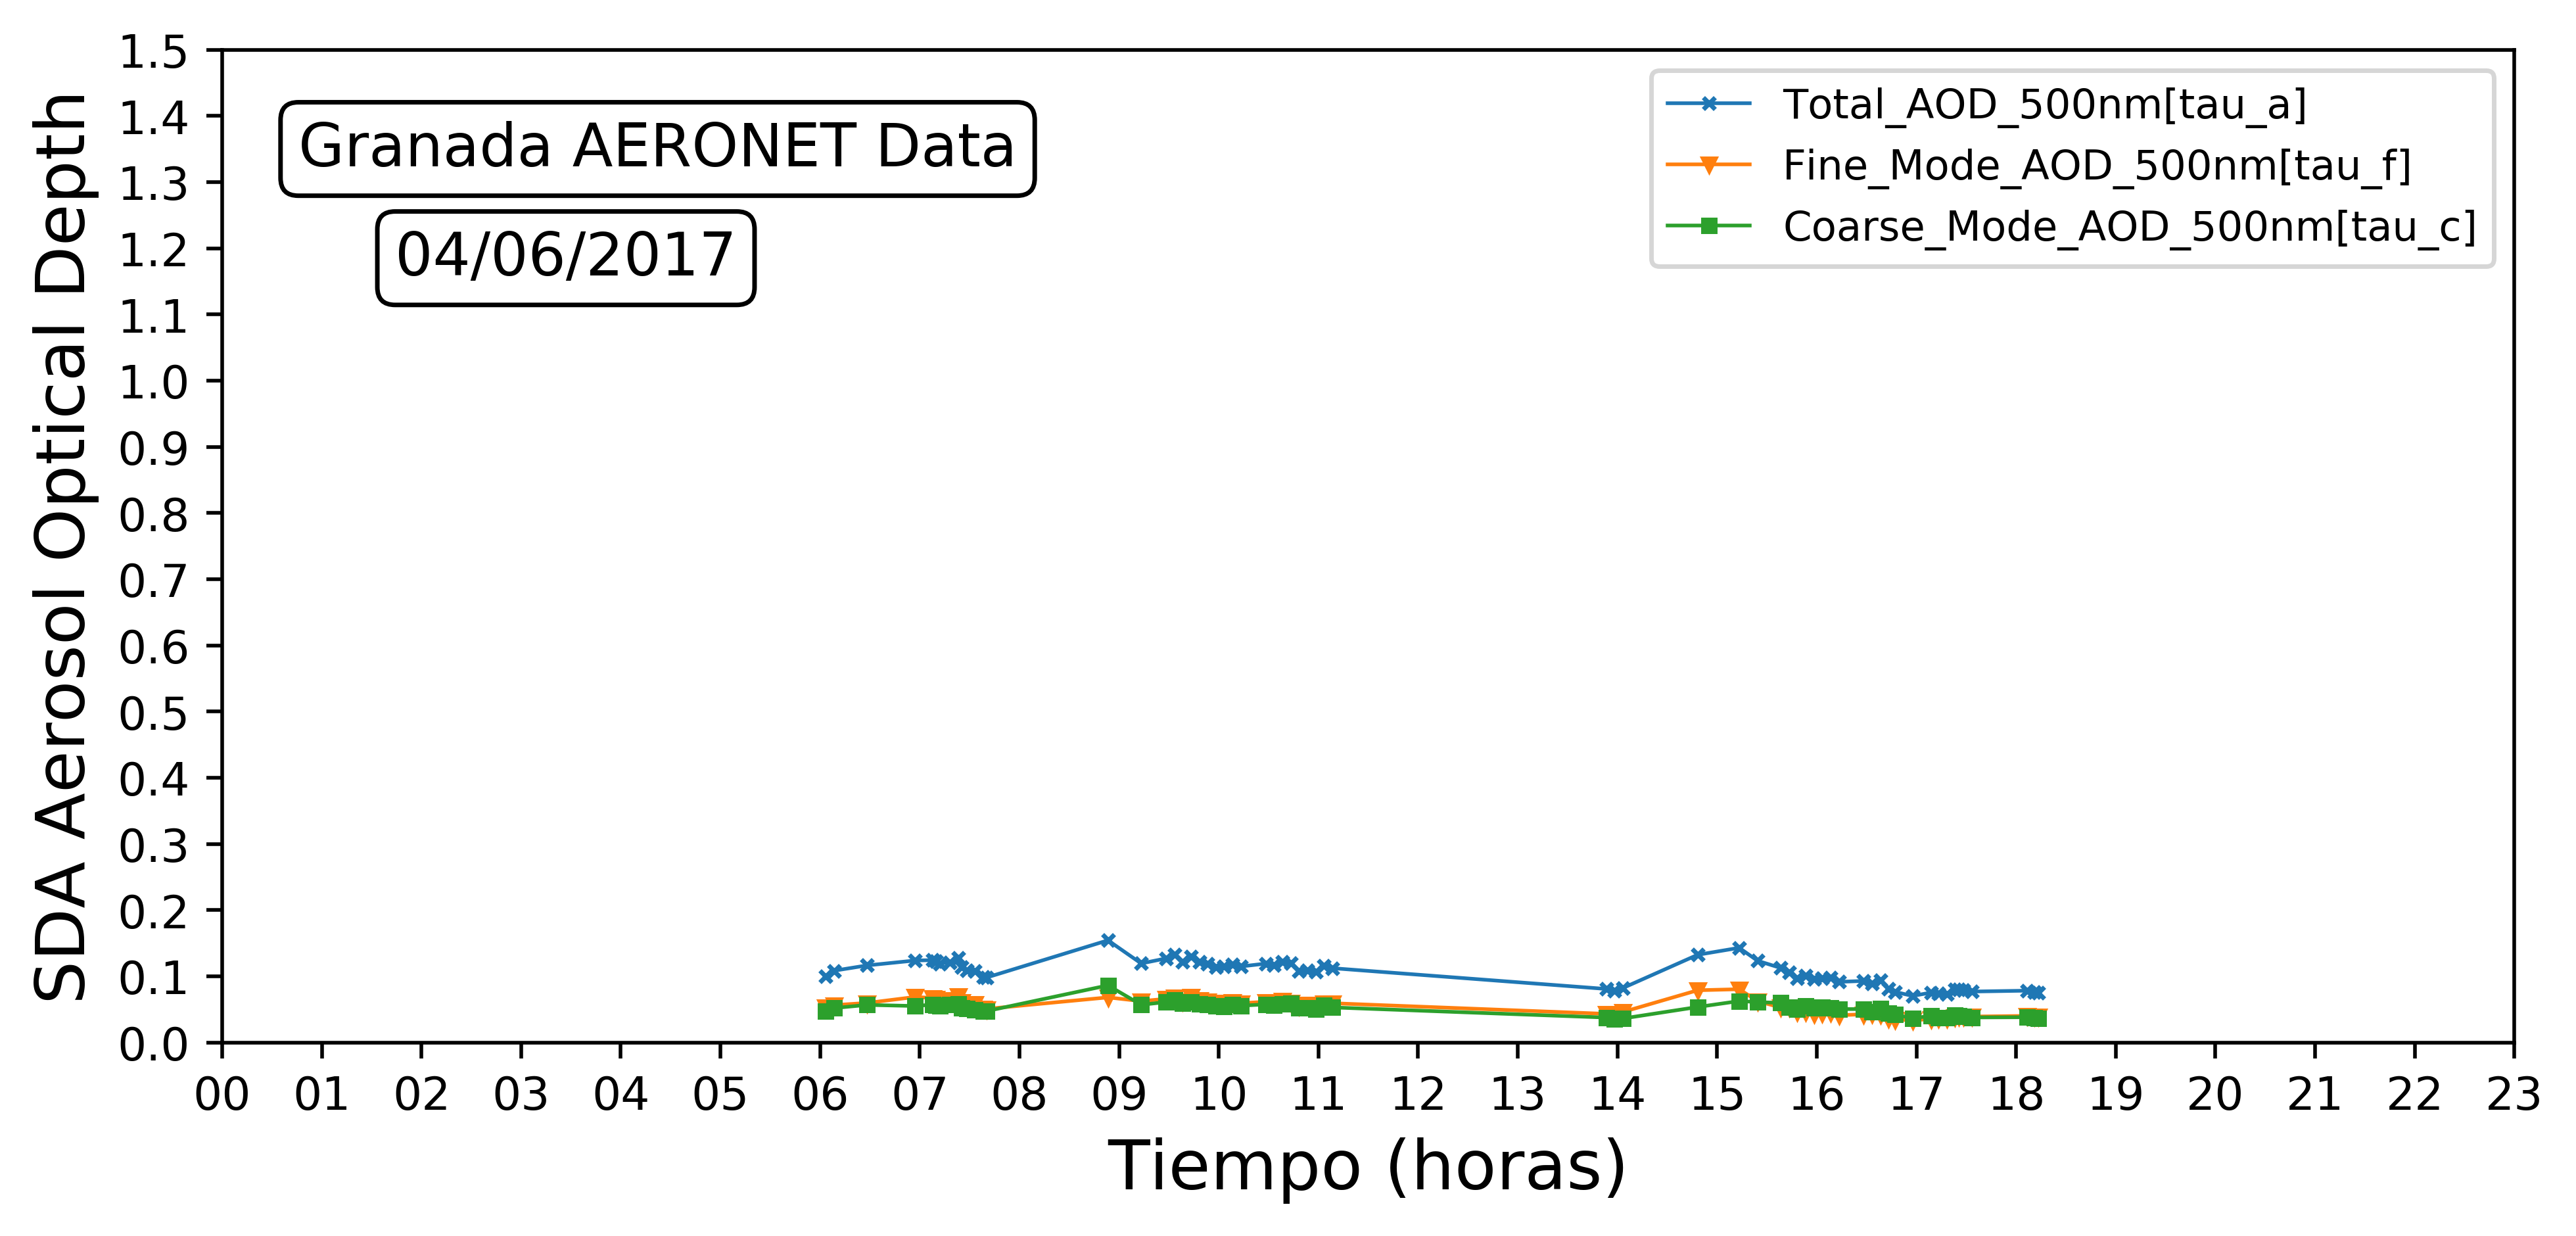 Granada AERONET Data
04/06/2017
Total_AOD_500nm[tau_a]
Fine_Mode_AOD_500nm[tau_f]
Coarse_Mode_AOD_500nm[tau_c]
SDA Aerosol Optical Depth
1.5
1.4
1.3
1.2
1.1
1.0
0.9
0.8
0.7
0.6
0.5
0.4
0.3
0.2
0.1
0.0
00 01 02 03 04 05 06 07 08 09 10 11 12 13 14 15 16 17 18 19 20 21 22 23
Tiempo (horas)